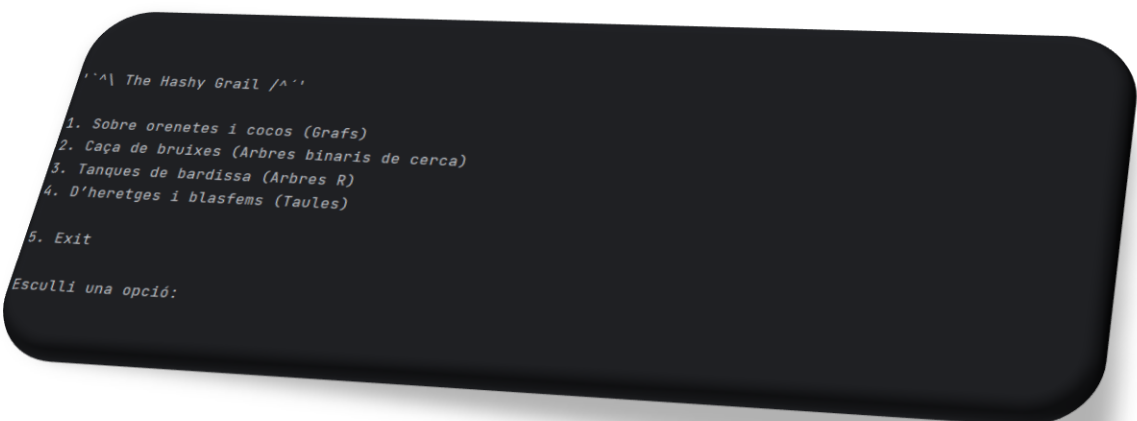 '`^\ The Hashy Grail /^´'
1. Sobre orenetes i cocos (Grafs)
2. Caça de bruixes (Arbres binaris de cerca)
3. Tanques de bardissa (Arbres R)
4. D’heretges i blasfems (Taules)
5. Exit
Esculli una opció: